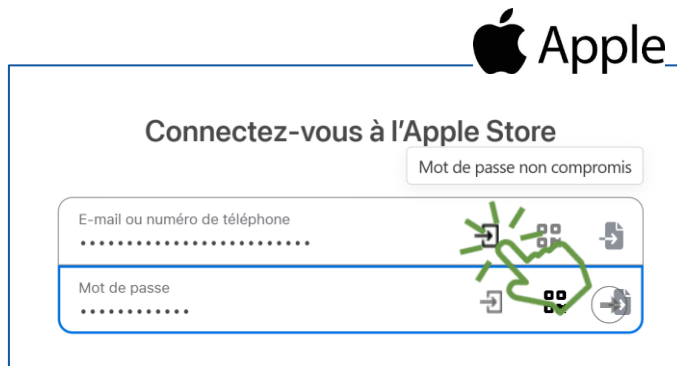 Apple
Connectez-vous à l’Apple Store
Mot de passe non compromis
E-mail ou numéro de téléphone
•••••••••••••••••••••••••
Mot de passe
••••••••••••